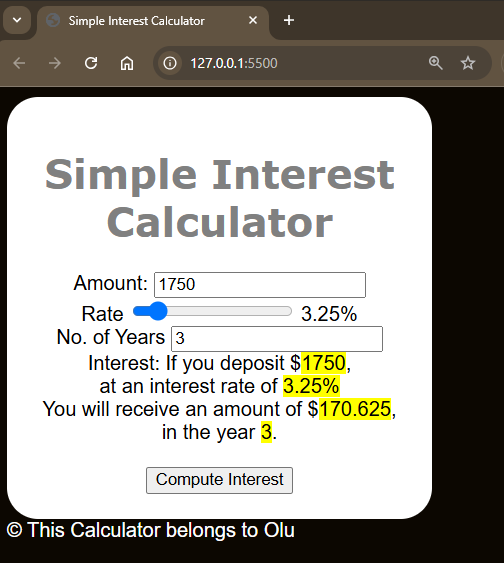 Simple Interest Calculator
127.0.0.1:5500
Simple Interest
Calculator
Amount: 1750
Rate 3.25%
No. of Years 3
Interest: If you deposit $1750,
at an interest rate of 3.25%
You will receive an amount of $170.625,
in the year 3.
Compute Interest
© This Calculator belongs to Olu